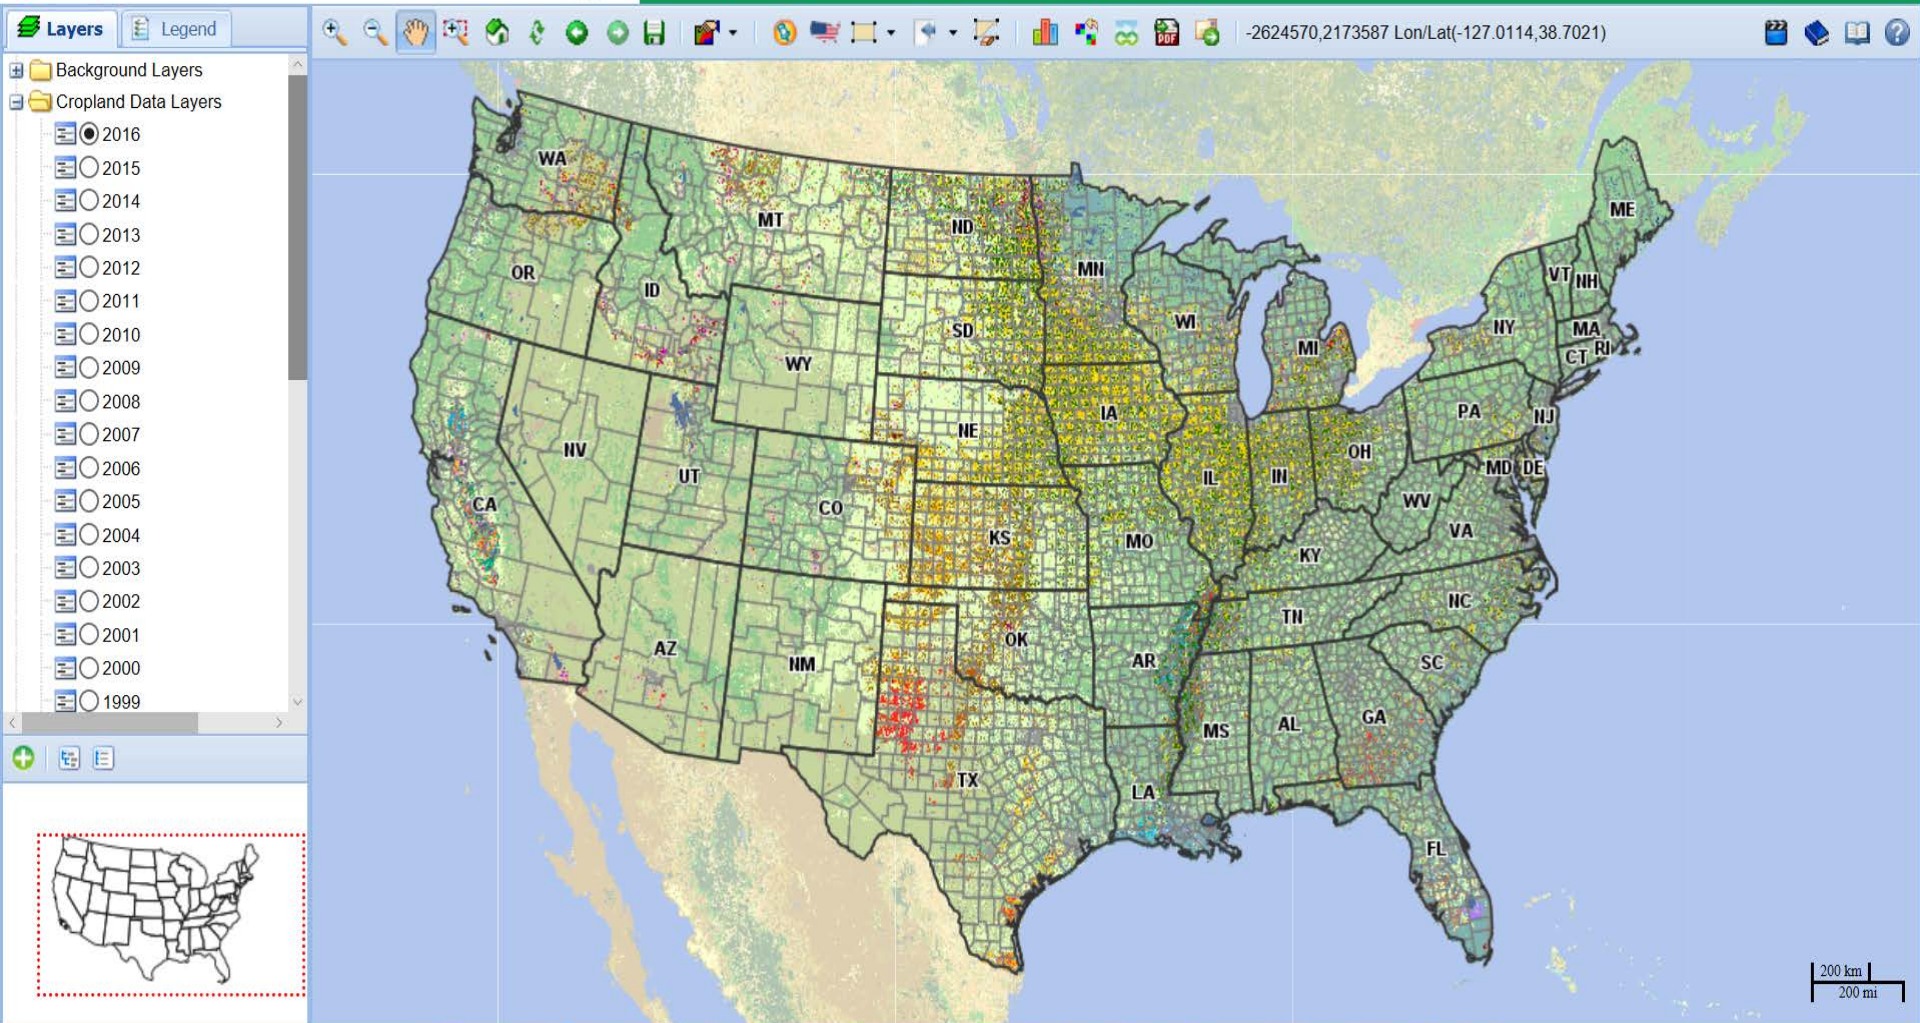 Layers
Legend
-2624570,2173587 Lon/Lat(-127.0114,38.7021)
Background Layers
Cropland Data Layers
2016
2015
2014
2013
2012
2011
2010
2009
2008
2007
2006
2005
2004
2003
2002
2001
2000
1999
PDF
WA
MT
ND
MN
ME
VT
NH
OR
ID
SD
WI
MI
NY
MA
CT
RI
WY
IA
NE
PA
NJ
OH
NV
UT
IL
IN
MD
DE
CA
CO
KS
MO
WV
VA
KY
NC
TN
AZ
NM
OK
AR
SC
MS
AL
GA
TX
LA
FL
200 km
200 mi